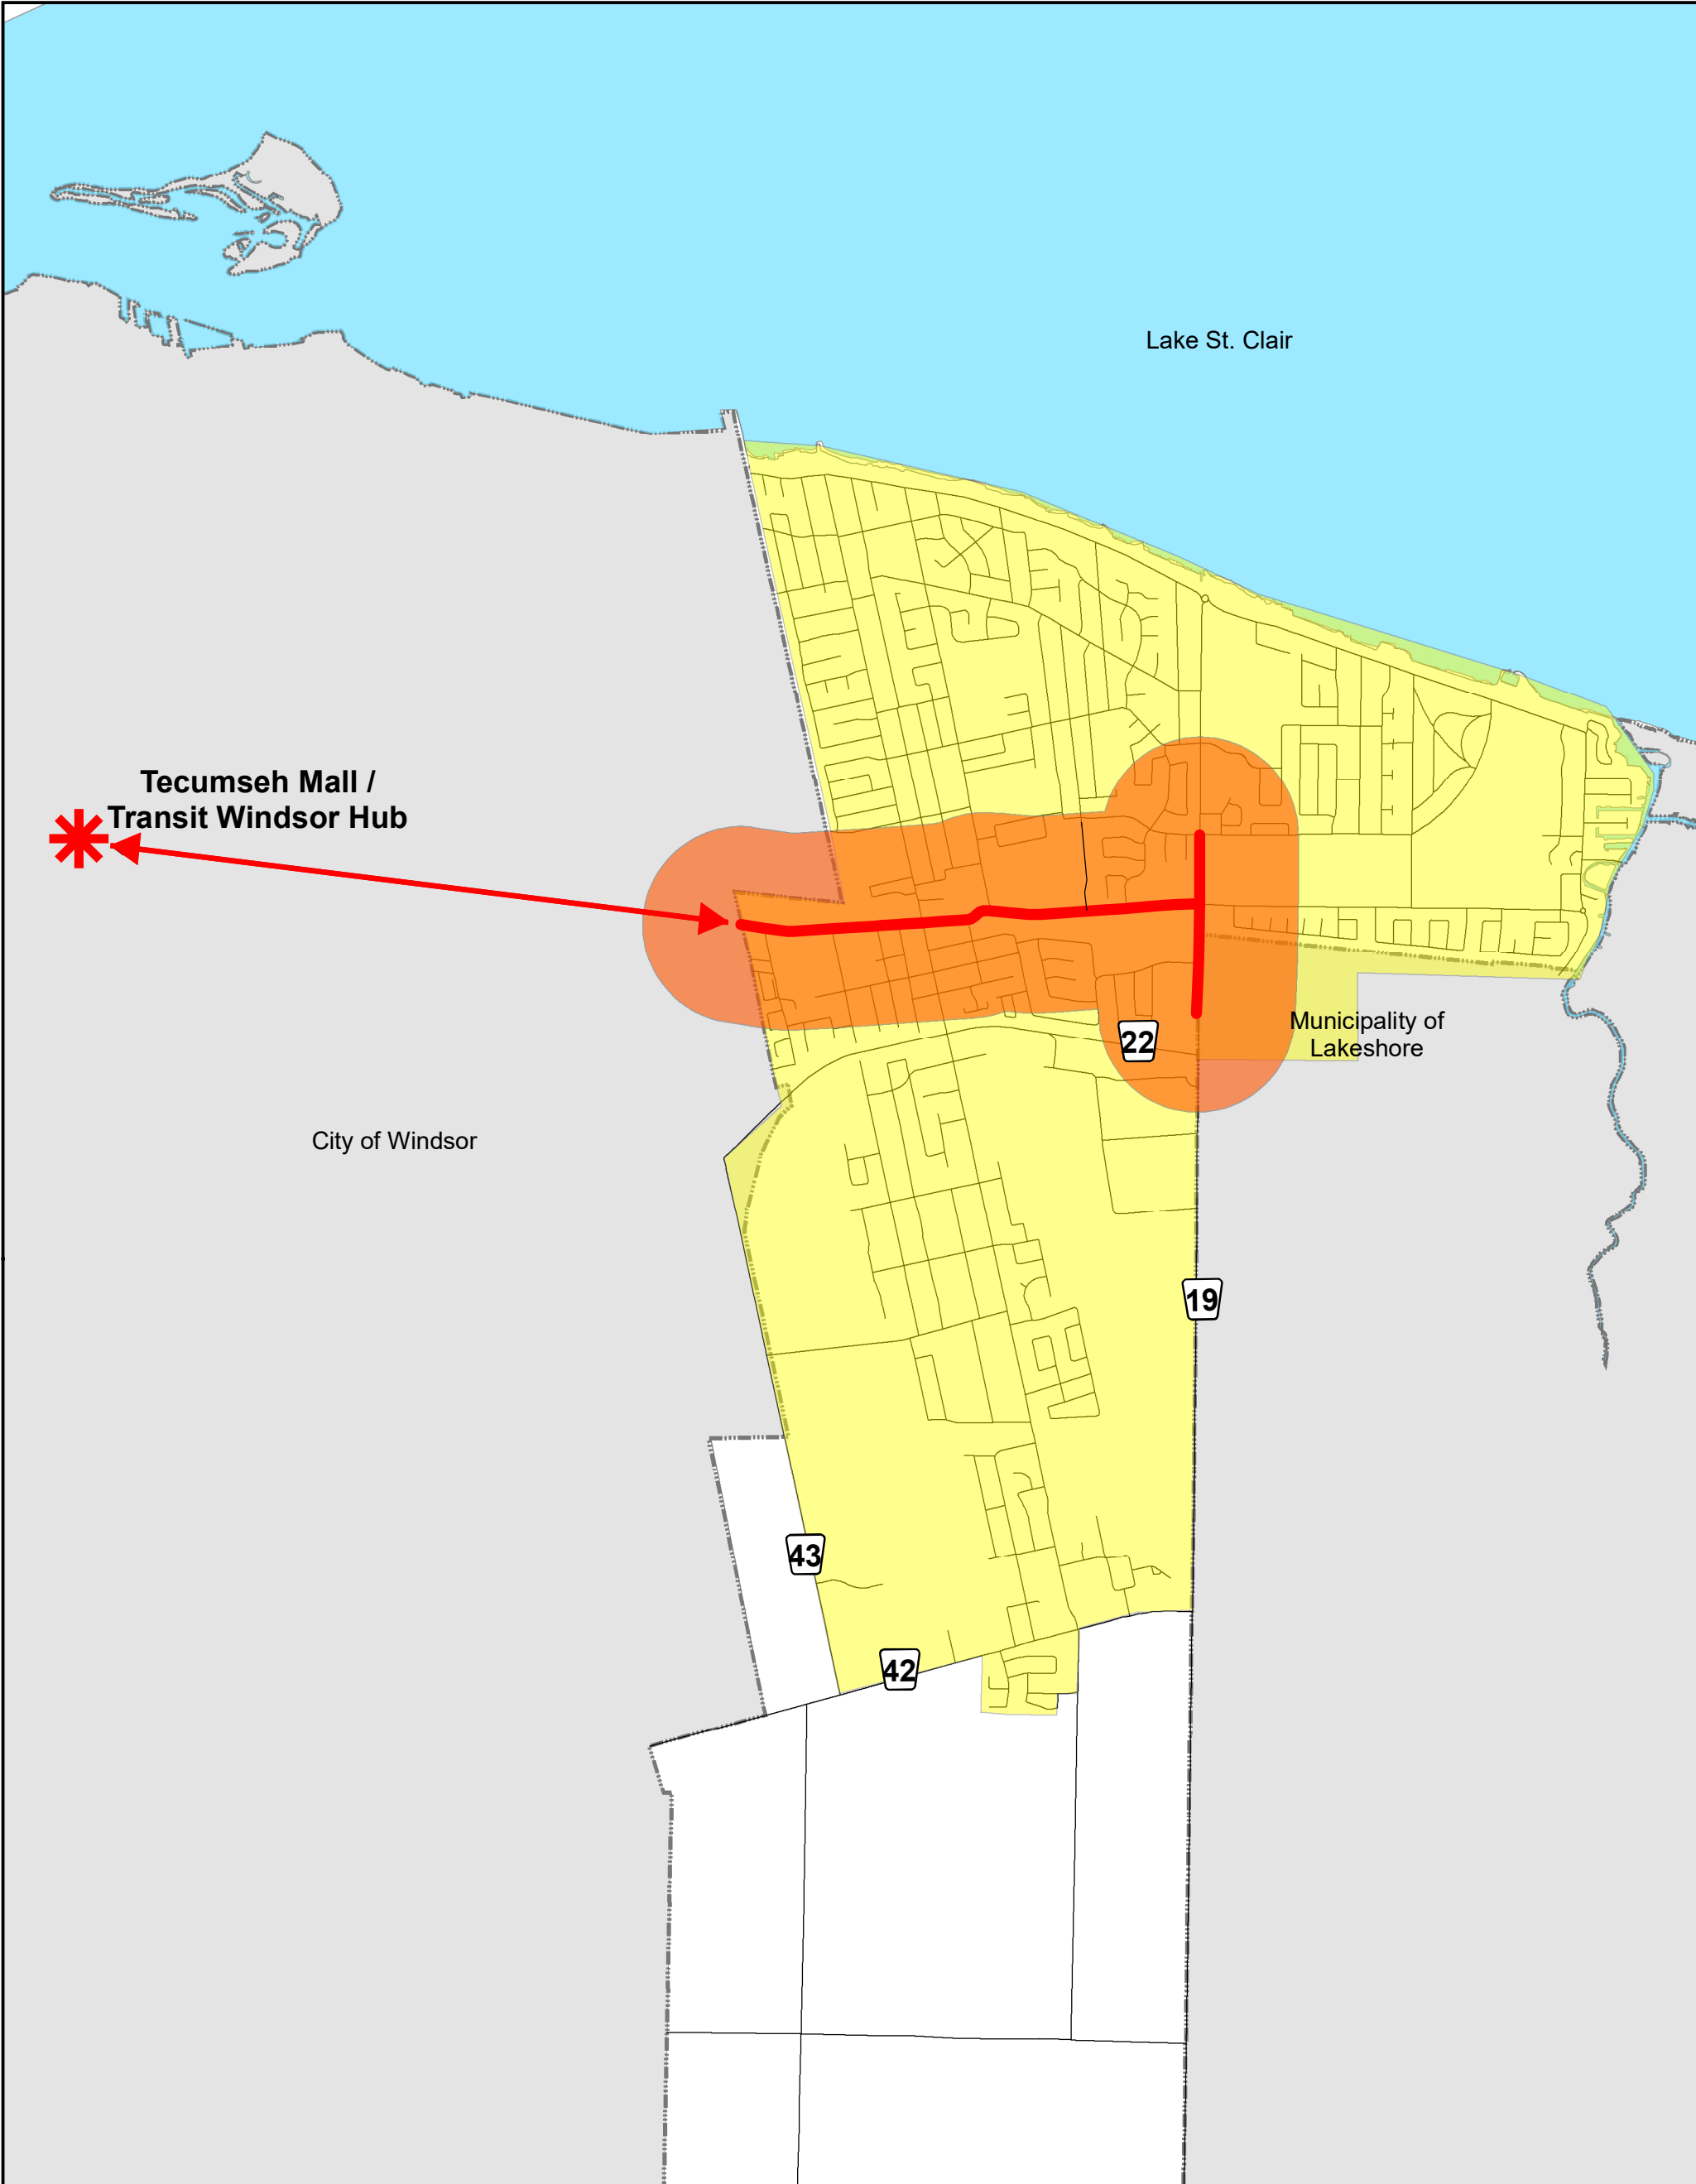 Lake St. Clair
Tecumseh Mall /
Transit Windsor Hub
22
Municipality of
Lakeshore
City of Windsor
19
43
42